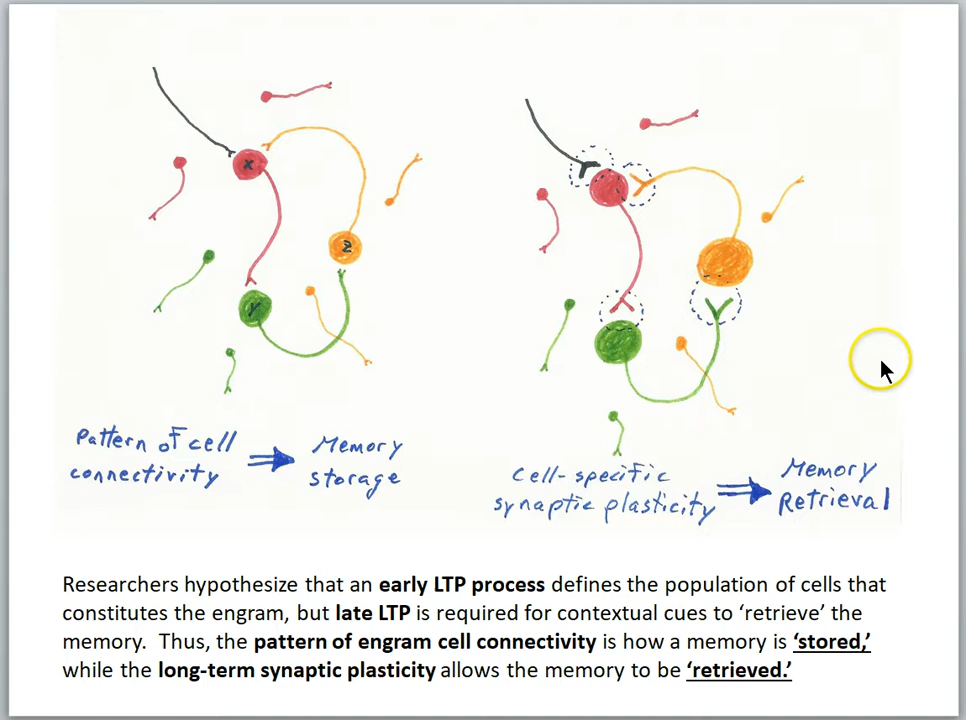 X
Z
Y
Pattern of cell
connectivity
Memory
storage
Cell-specific
synaptic plasticity
Memory
Retrieval
Researchers hypothesize that an early LTP process defines the population of cells that
constitutes the engram, but late LTP is required for contextual cues to ‘retrieve’ the
memory. Thus, the pattern of engram cell connectivity is how a memory is ‘stored,’
while the long-term synaptic plasticity allows the memory to be ‘retrieved.’